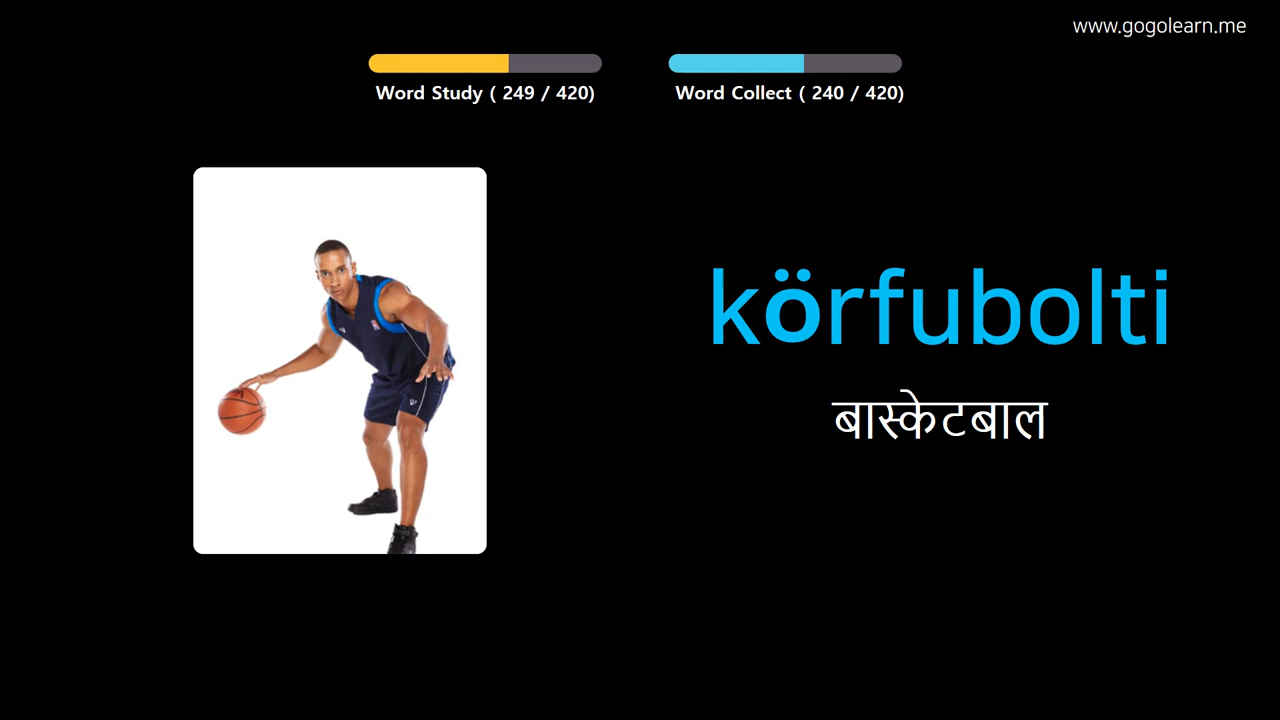 www.gogolearn.me
Word Study ( 249 / 420)
Word Collect ( 240 / 420)
körfubolti
बास्केटबाल